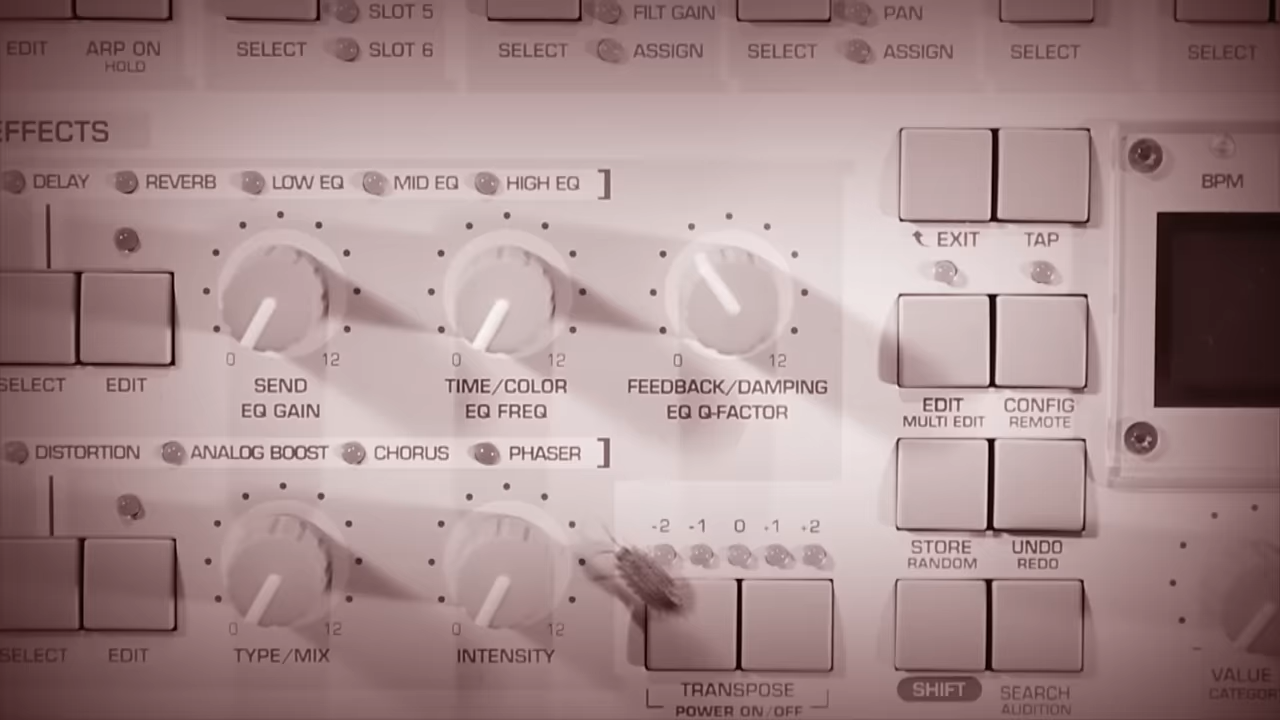 SLOT 5 FILT GAIN PAN
EDIT ARP ON SELECT SLOT 6 SELECT ASSIGN SELECT ASSIGN SELECT SELECT
HOLD
EFFECTS
DELAY REVERB LOW EQ MID EQ HIGH EQ ] BPM
EXIT TAP
0 12 0 12 0 12
SELECT EDIT SEND TIME/COLOR FEEDBACK/DAMPING
EQ GAIN EQ FREQ EQ Q-FACTOR EDIT CONFIG
MULTI EDIT REMOTE
DISTORTION ANALOG BOOST CHORUS PHASER ]
-2 -1 0 +1 +2
STORE UNDO
RANDOM REDO
0 12 0 12
SELECT EDIT TYPE/MIX INTENSITY
TRANSPOSE SHIFT SEARCH VALUE
POWER ON/OFF AUDITION